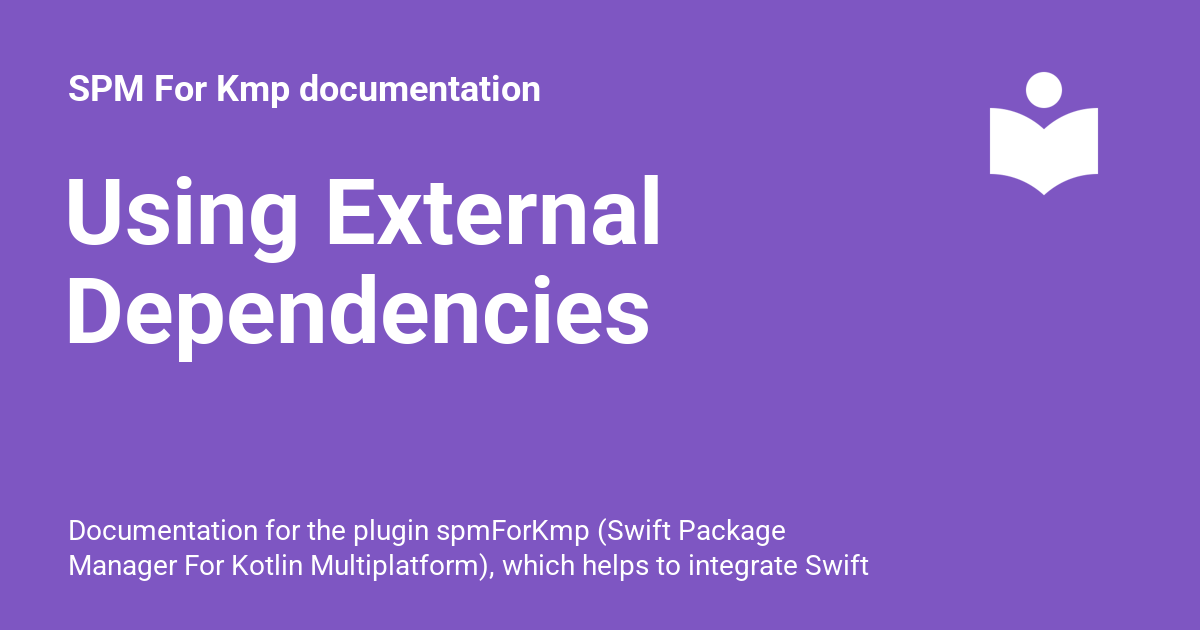 SPM For Kmp documentation
Using External
Dependencies
Documentation for the plugin spmForKmp (Swift Package
Manager For Kotlin Multiplatform), which helps to integrate Swift